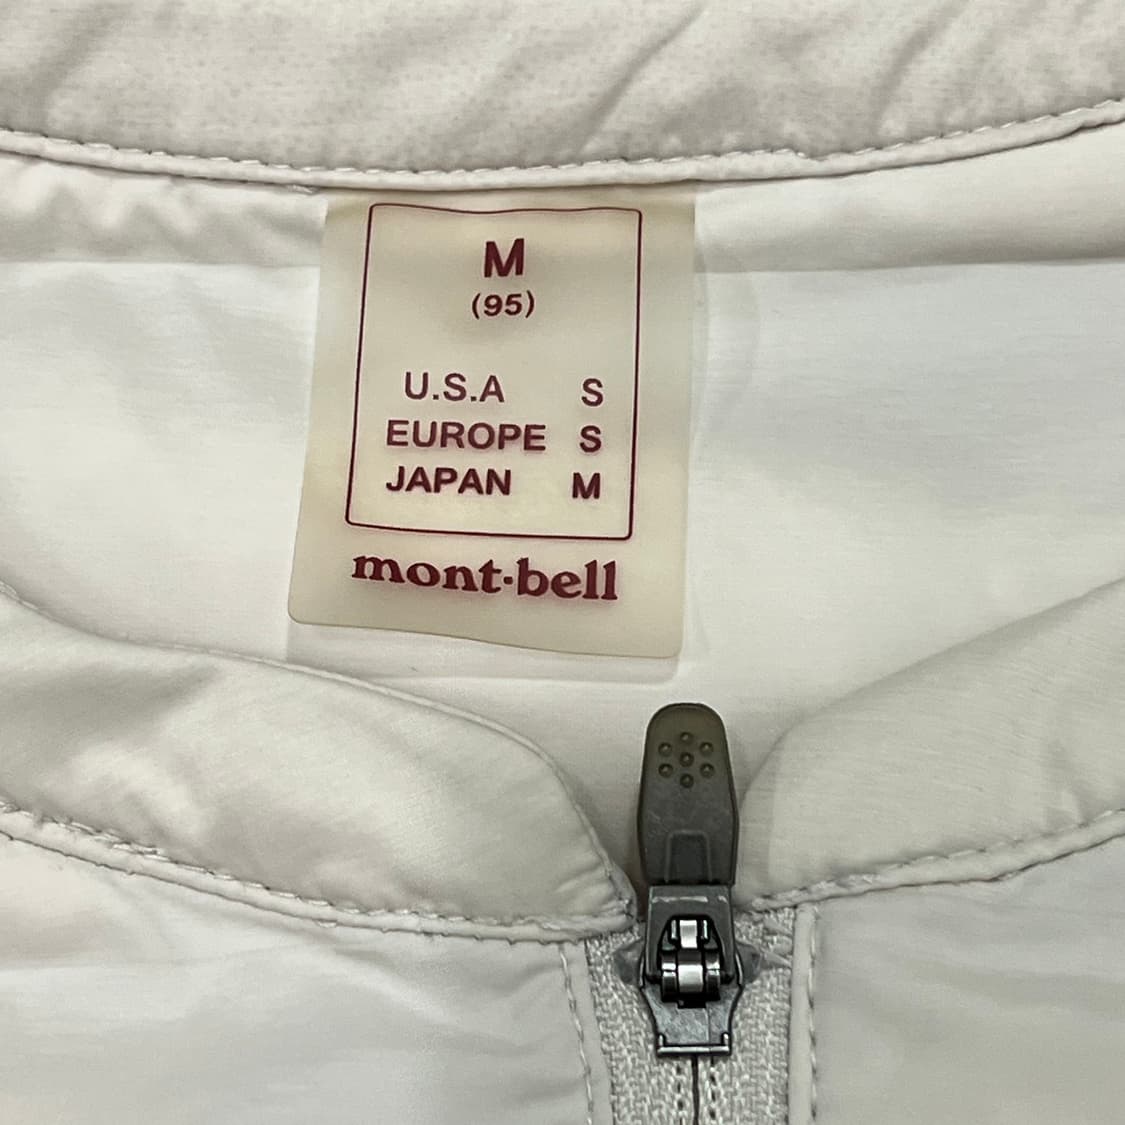 M
(95)
U.S.A S
EUROPE S
JAPAN M
mont·bell